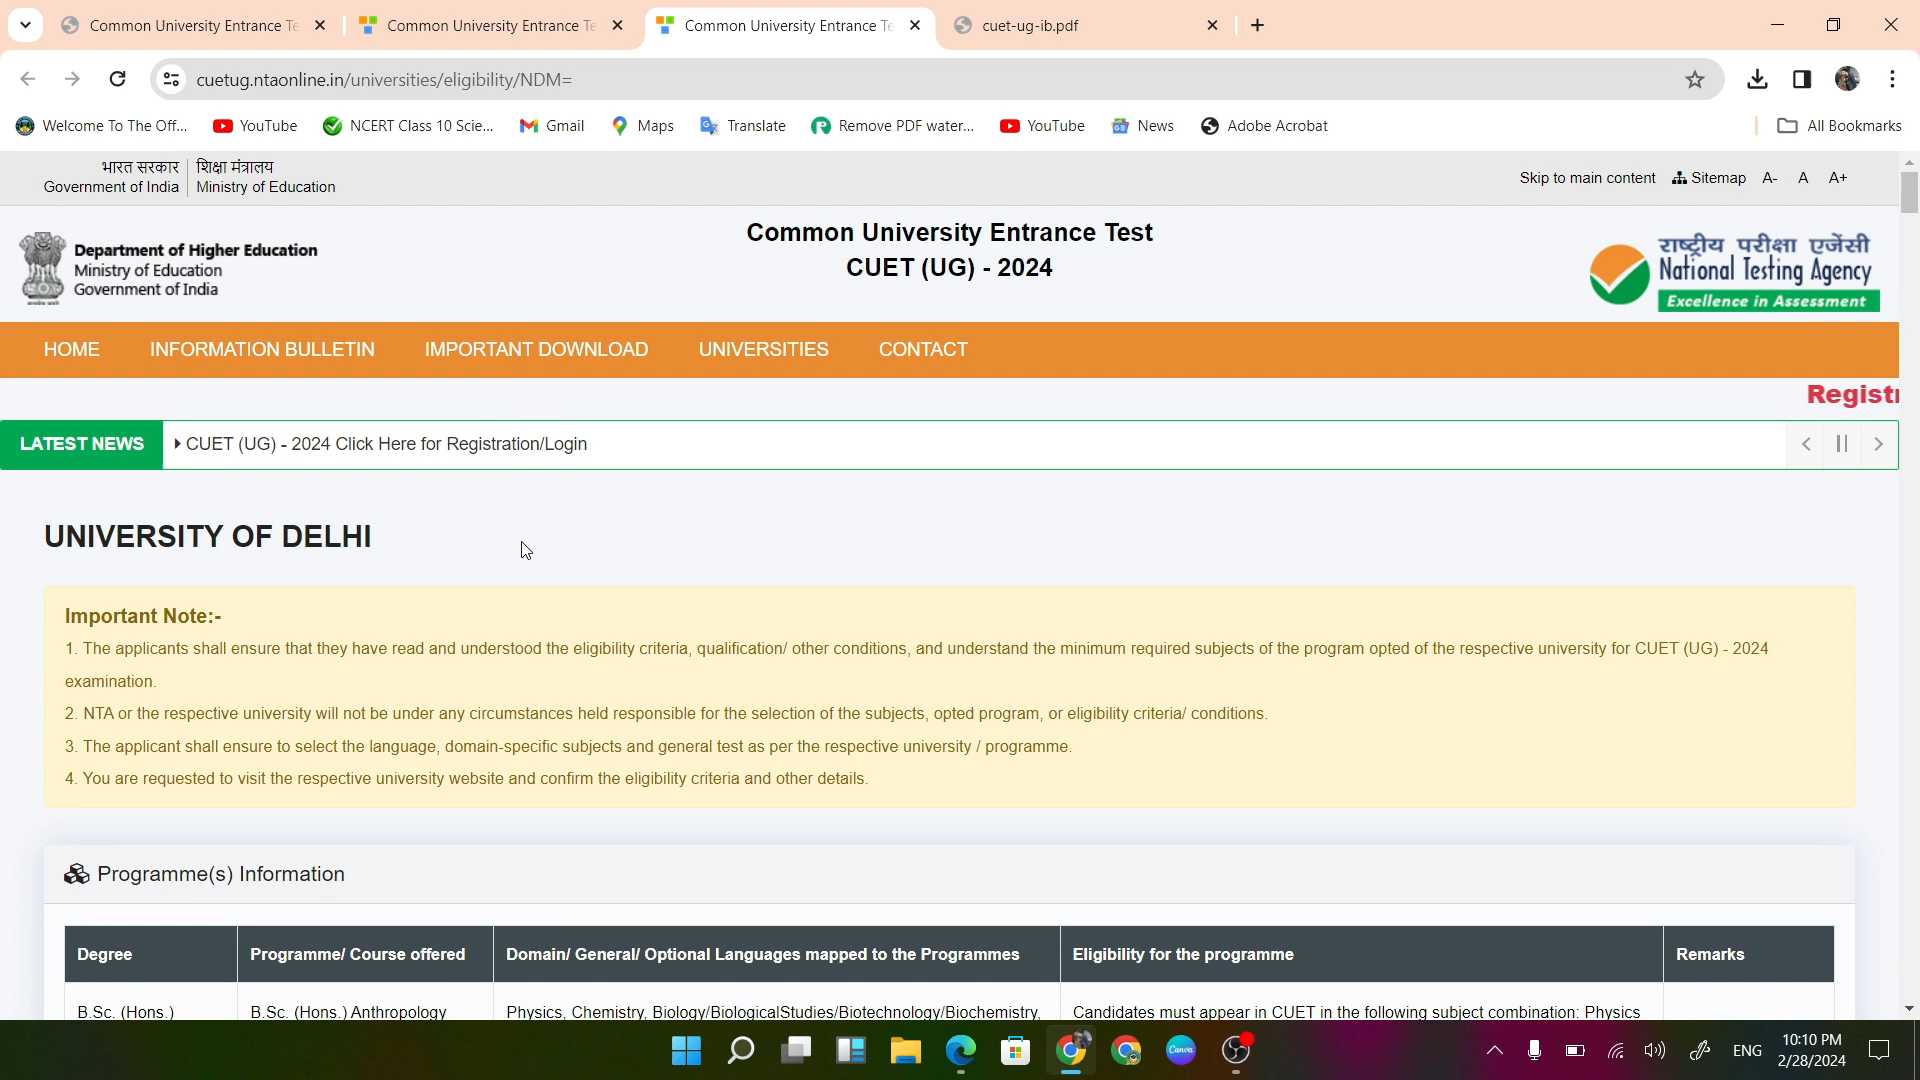 Common University Entrance Te
Common University Entrance Te
Common University Entrance Te
cuet-ug-ib.pdf
cuetug.ntaonline.in/universities/eligibility/NDM=
Welcome To The Off...
YouTube
NCERT Class 10 Scie...
Gmail
Maps
Translate
Remove PDF water...
YouTube
News
Adobe Acrobat
All Bookmarks
भारत सरकार
Government of India
शिक्षा मंत्रालय
Ministry of Education
Skip to main content
Sitemap
A-
A
A+
Department of Higher Education
Ministry of Education
Government of India
Common University Entrance Test
CUET (UG) - 2024
राष्ट्रीय परीक्षा एजेंसी
National Testing Agency
Excellence in Assessment
HOME
INFORMATION BULLETIN
IMPORTANT DOWNLOAD
UNIVERSITIES
CONTACT
Registr
LATEST NEWS
CUET (UG) - 2024 Click Here for Registration/Login
UNIVERSITY OF DELHI
Important Note:-
1. The applicants shall ensure that they have read and understood the eligibility criteria, qualification/ other conditions, and understand the minimum required subjects of the program opted of the respective university for CUET (UG) - 2024
examination.
2. NTA or the respective university will not be under any circumstances held responsible for the selection of the subjects, opted program, or eligibility criteria/ conditions.
3. The applicant shall ensure to select the language, domain-specific subjects and general test as per the respective university / programme.
4. You are requested to visit the respective university website and confirm the eligibility criteria and other details.
Programme(s) Information
Degree
Programme/ Course offered
Domain/ General/ Optional Languages mapped to the Programmes
Eligibility for the programme
Remarks
B.Sc. (Hons.)
B.Sc. (Hons.) Anthropology
Physics, Chemistry, Biology/BiologicalStudies/Biotechnology/Biochemistry,
Candidates must appear in CUET in the following subject combination: Physics
Canva
ENG
10:10 PM
2/28/2024